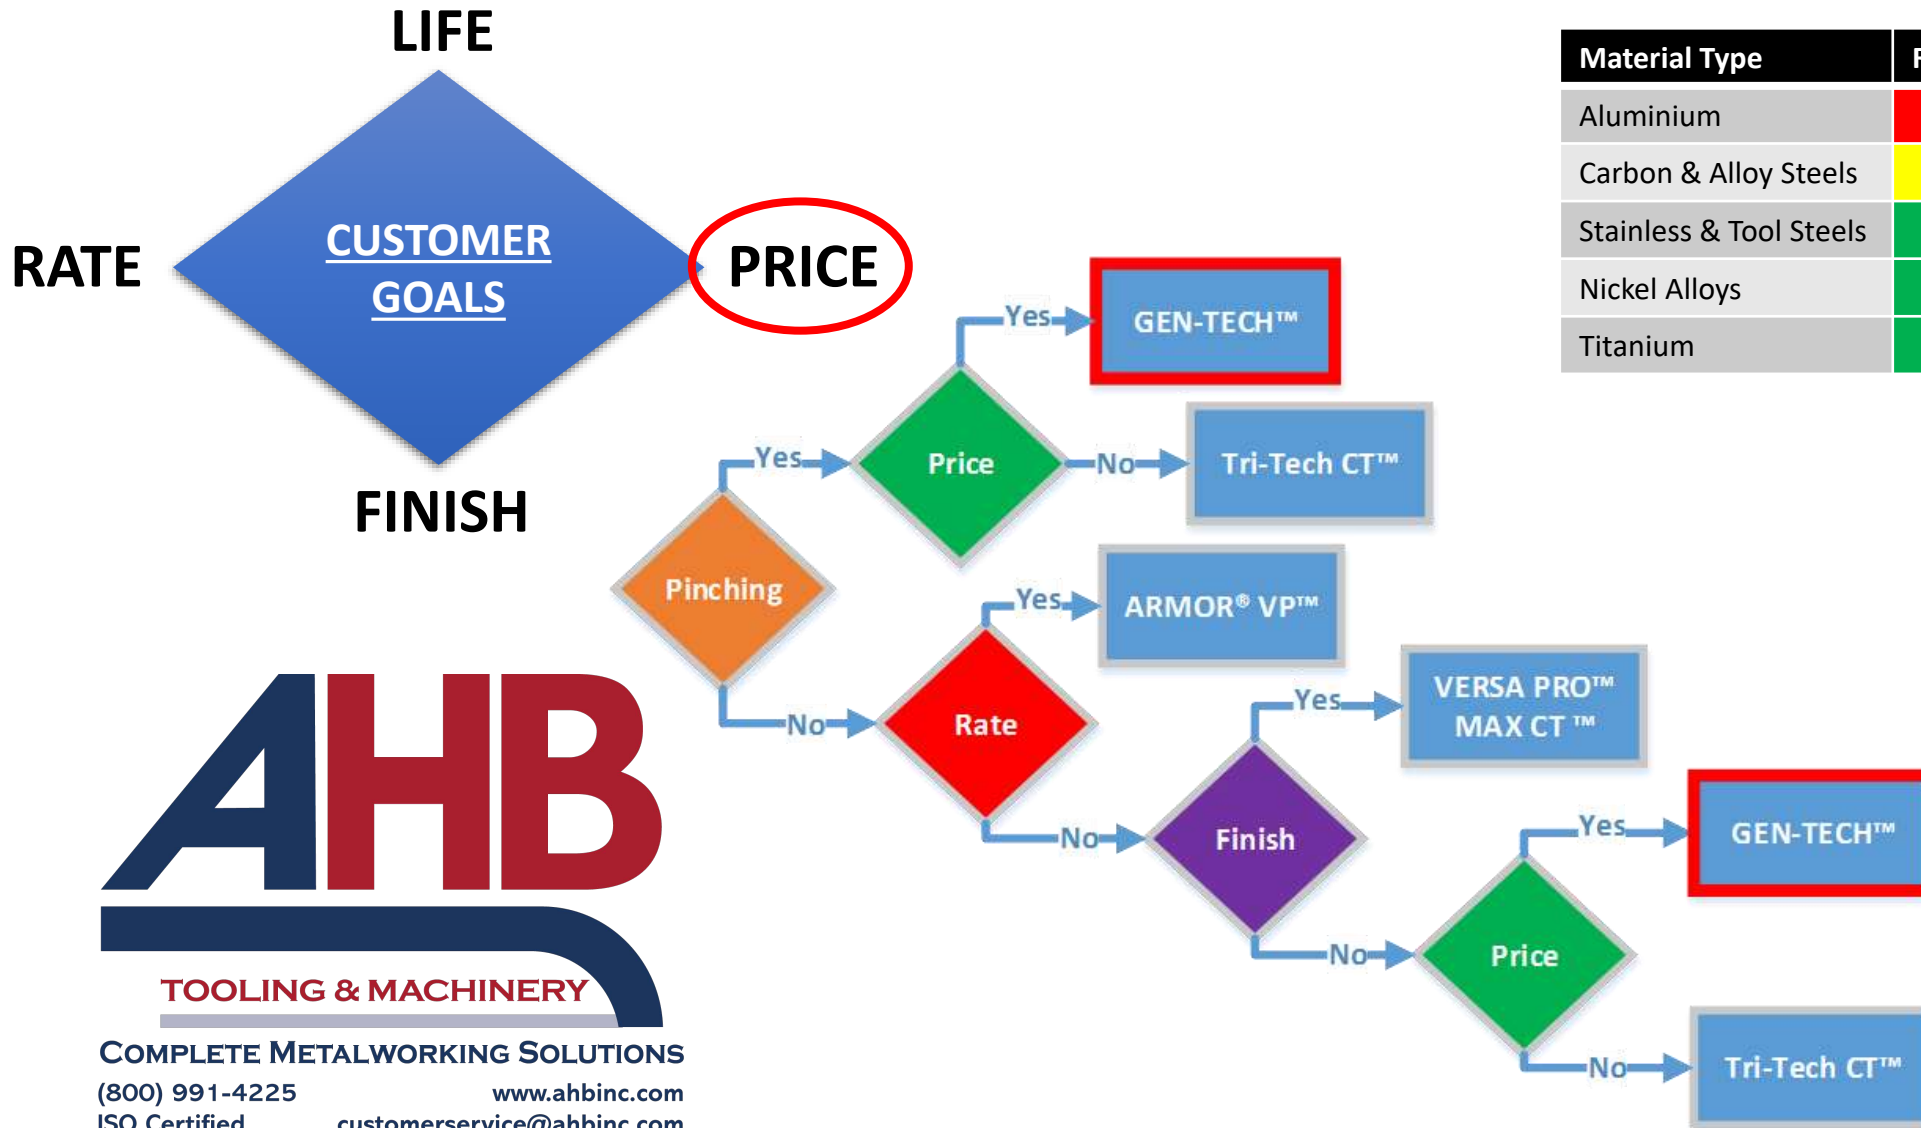 LIFE
RATE
CUSTOMER
GOALS
PRICE
FINISH
Material Type
Aluminium
Carbon & Alloy Steels
Stainless & Tool Steels
Nickel Alloys
Titanium
Yes
GEN-TECH™
Yes
Price
No
Tri-Tech CT™
Pinching
Yes
ARMOR® VP™
No
Rate
Yes
VERSA PRO™
MAX CT ™
No
Finish
Yes
GEN-TECH™
No
Price
No
Tri-Tech CT™
AHB
TOOLING & MACHINERY
COMPLETE METALWORKING SOLUTIONS
(800) 991-4225 www.ahbinc.com
ISO Certified customerservice@ahbinc.com